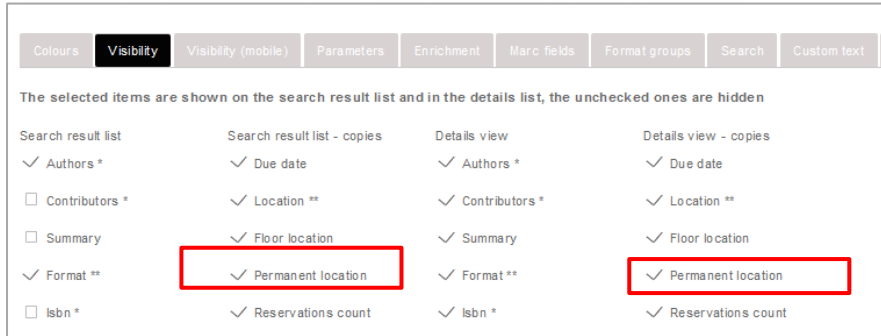 Colours Visibility Visibility (mobile) Parameters Enrichment Marc fields Format groups Search Custom text
The selected items are shown on the search result list and in the details list, the unchecked ones are hidden
Search result list Search result list - copies Details view Details view - copies
Authors * Due date Authors * Due date
Contributors * Location ** Contributors * Location **
Summary Floor location Summary Floor location
Format ** Permanent location Format ** Permanent location
Isbn * Reservations count Isbn * Reservations count